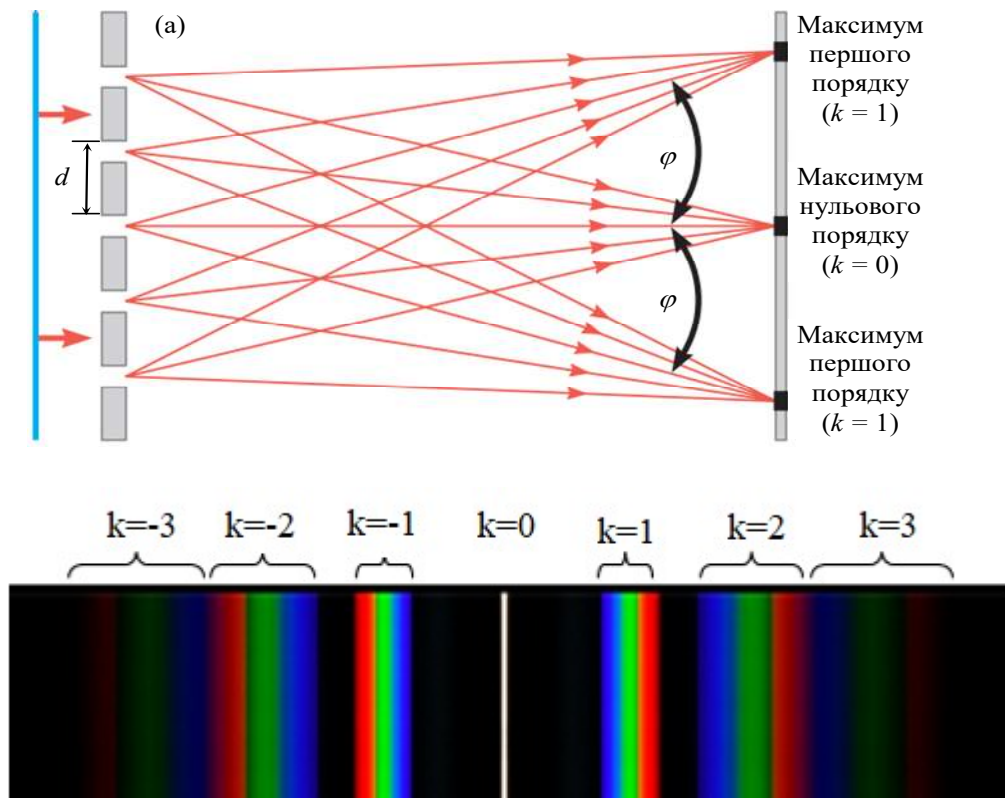 (a)
Максимум
першого
порядку
(k = 1)
φ
d
Максимум
нульового
порядку
(k = 0)
φ
Максимум
першого
порядку
(k = 1)
k=-3 k=-2 k=-1 k=0 k=1 k=2 k=3